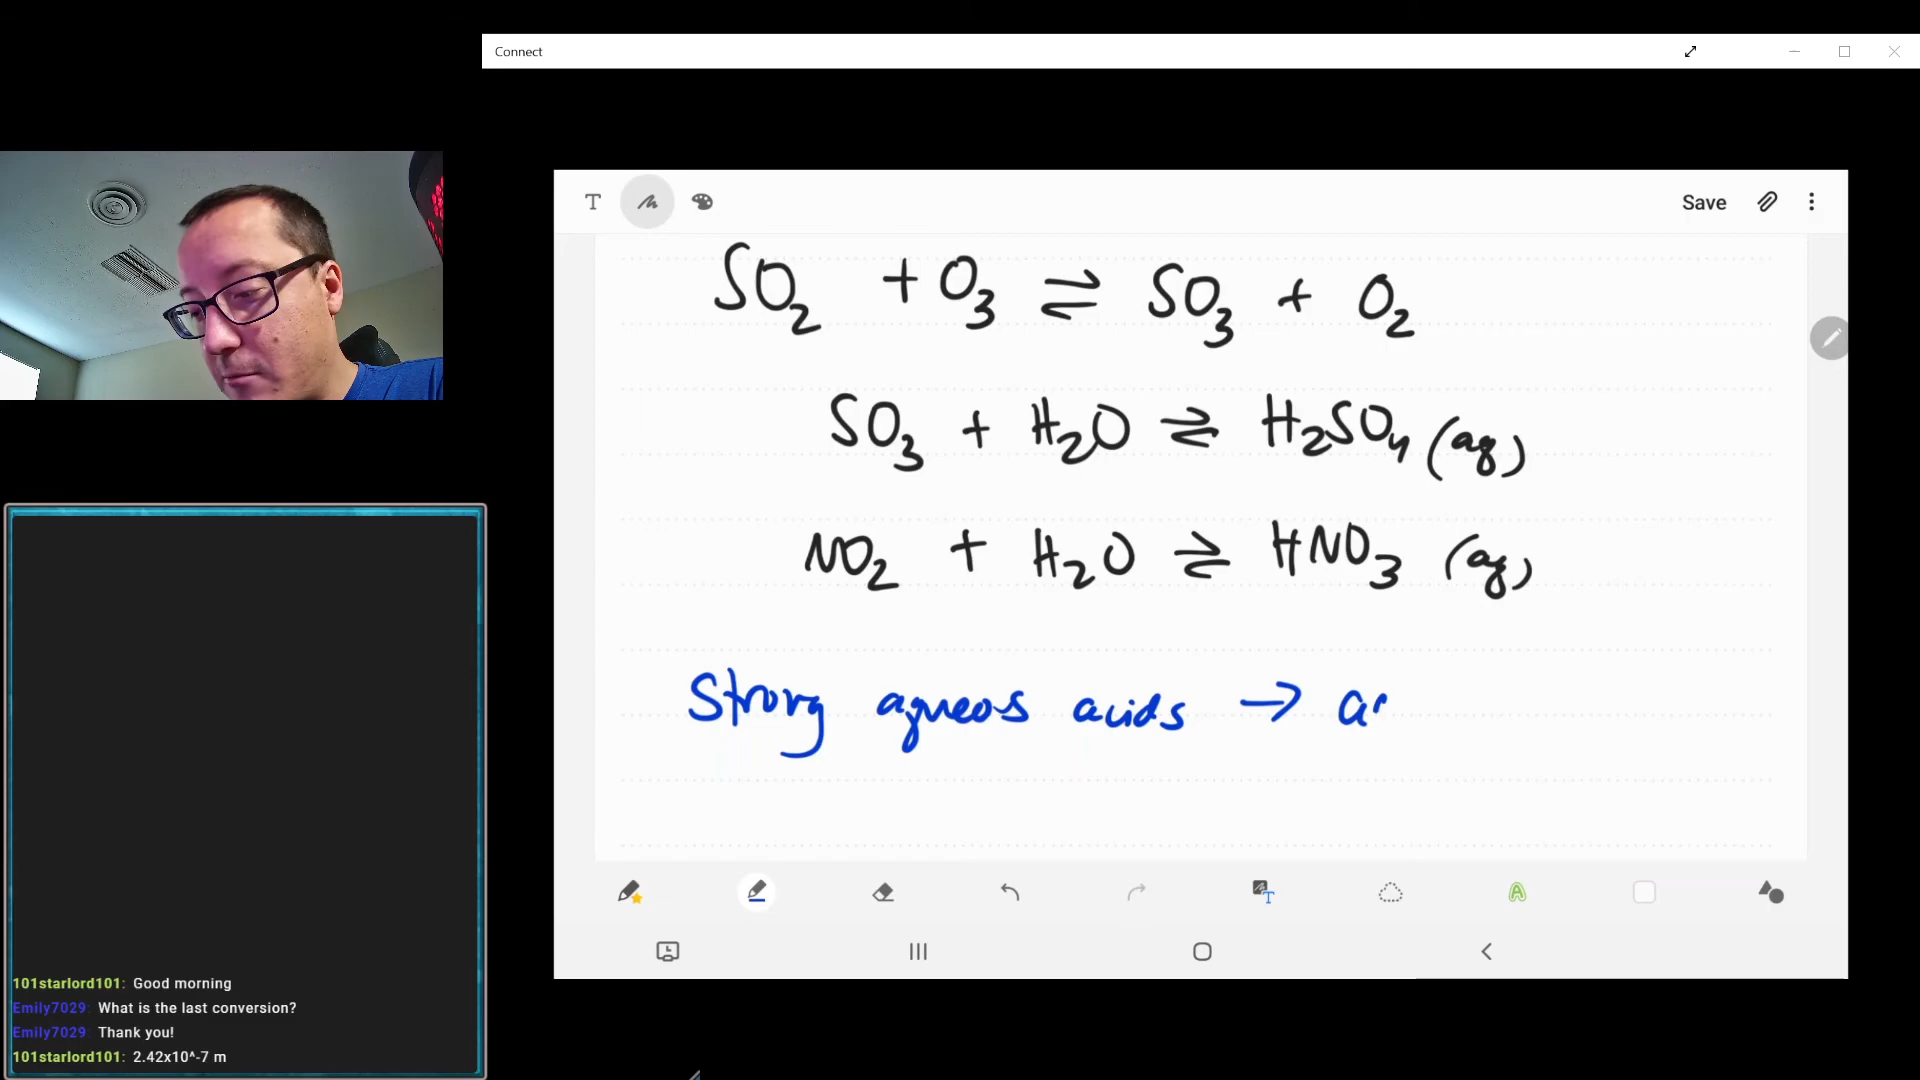 Connect
T
Save
SO₂ + O₃ ⇌ SO₃ + O₂
SO₃ + H₂O ⇌ H₂SO₄ (aq)
NO₂ + H₂O ⇌ HNO₃ (aq)
Strong aqueos acids →
101starlord101: Good morning
Emily7029: What is the last conversion?
Emily7029: Thank you!
101starlord101: 2.42x10^-7 m